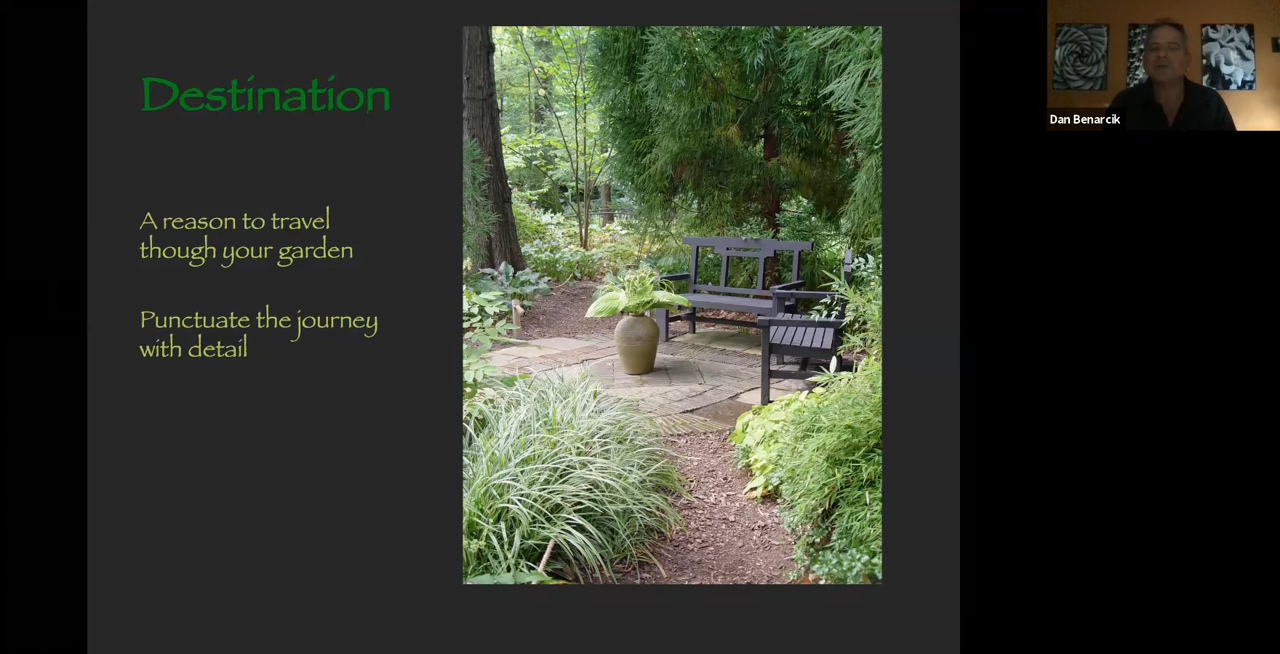 Destination
A reason to travel
though your garden
Punctuate the journey
with detail
Dan Benarcik